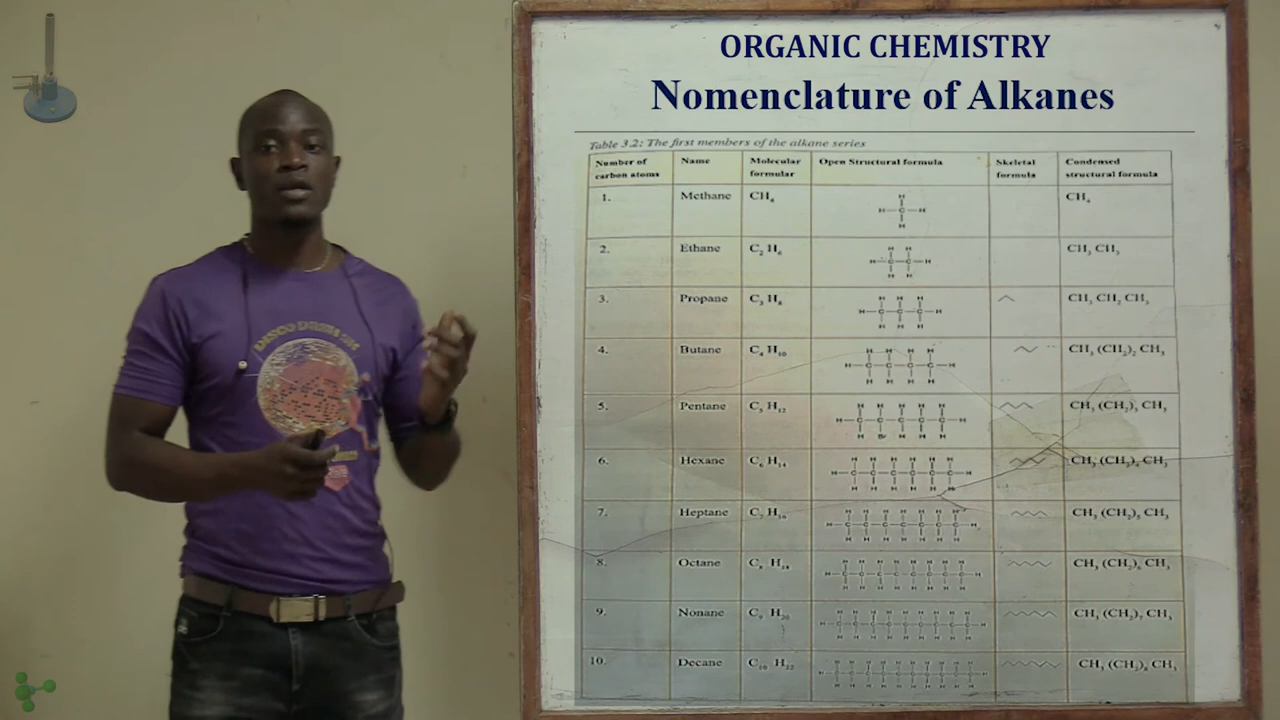 ORGANIC CHEMISTRY
Nomenclature of Alkanes
Table 3.2: The first members of the alkane series
Number of carbon atoms Name Molecular formular Open Structural formula Skeletal formula Condensed structural formula
1. Methane CH₄ CH₄
2. Ethane C₂ H₆ CH₃ CH₃
3. Propane C₃ H₈ CH₃ CH₂ CH₃
4. Butane C₄ H₁₀ CH₃ (CH₂)₂ CH₃
5. Pentane C₅ H₁₂ CH₃ (CH₂)₃ CH₃
6. Hexane C₆ H₁₄ CH₃ (CH₂)₄ CH₃
7. Heptane C₇ H₁₆ CH₃ (CH₂)₅ CH₃
8. Octane C₈ H₁₈ CH₃ (CH₂)₆ CH₃
9. Nonane C₉ H₂₀ CH₃ (CH₂)₇ CH₃
10. Decane C₁₀ H₂₂ CH₃ (CH₂)₈ CH₃
DISCO